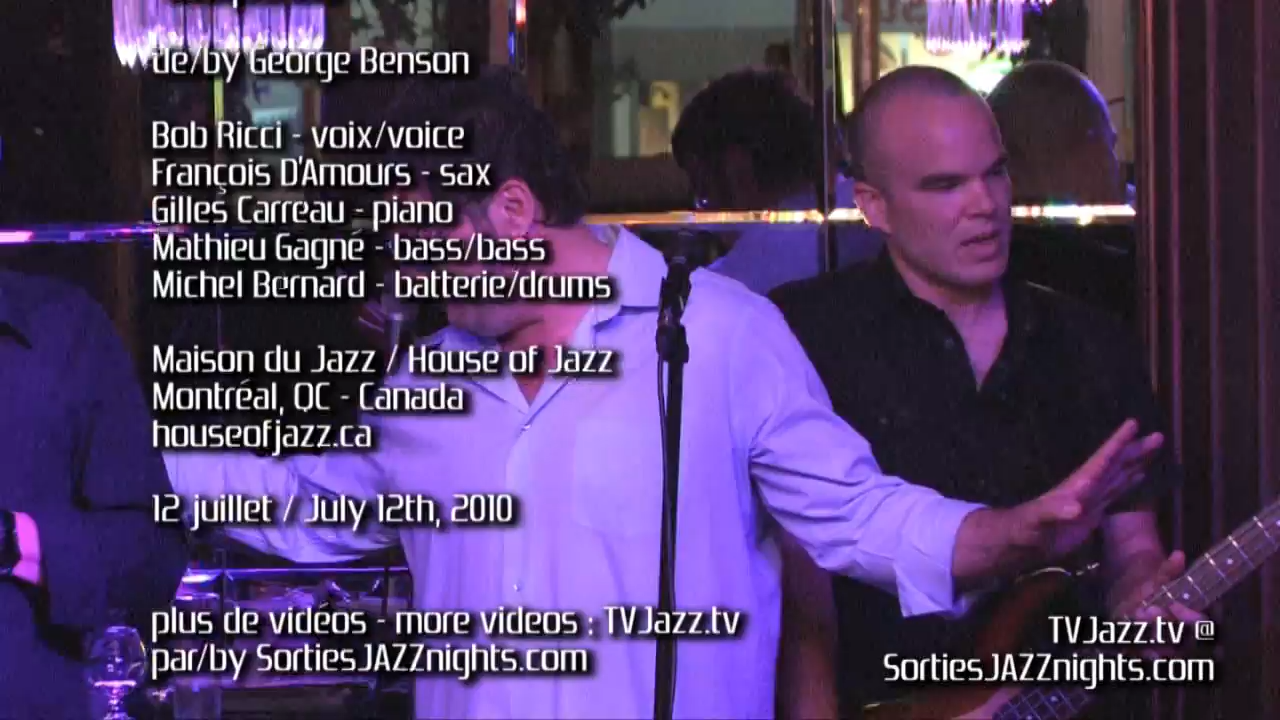 de/by George Benson
Bob Ricci - voix/voice
François D'Amours - sax
Gilles Carreau - piano
Mathieu Gagne - bass/bass
Michel Bernard - batterie/drums
Maison du Jazz / House of Jazz
Montréal, QC - Canada
houseofjazz.ca
12 juillet / July 12th, 2010
plus de vidéos - more videos : TVJazz.tv
par/by SortiesJAZZnights.com
TVJazz.tv @
SortiesJAZZnights.com